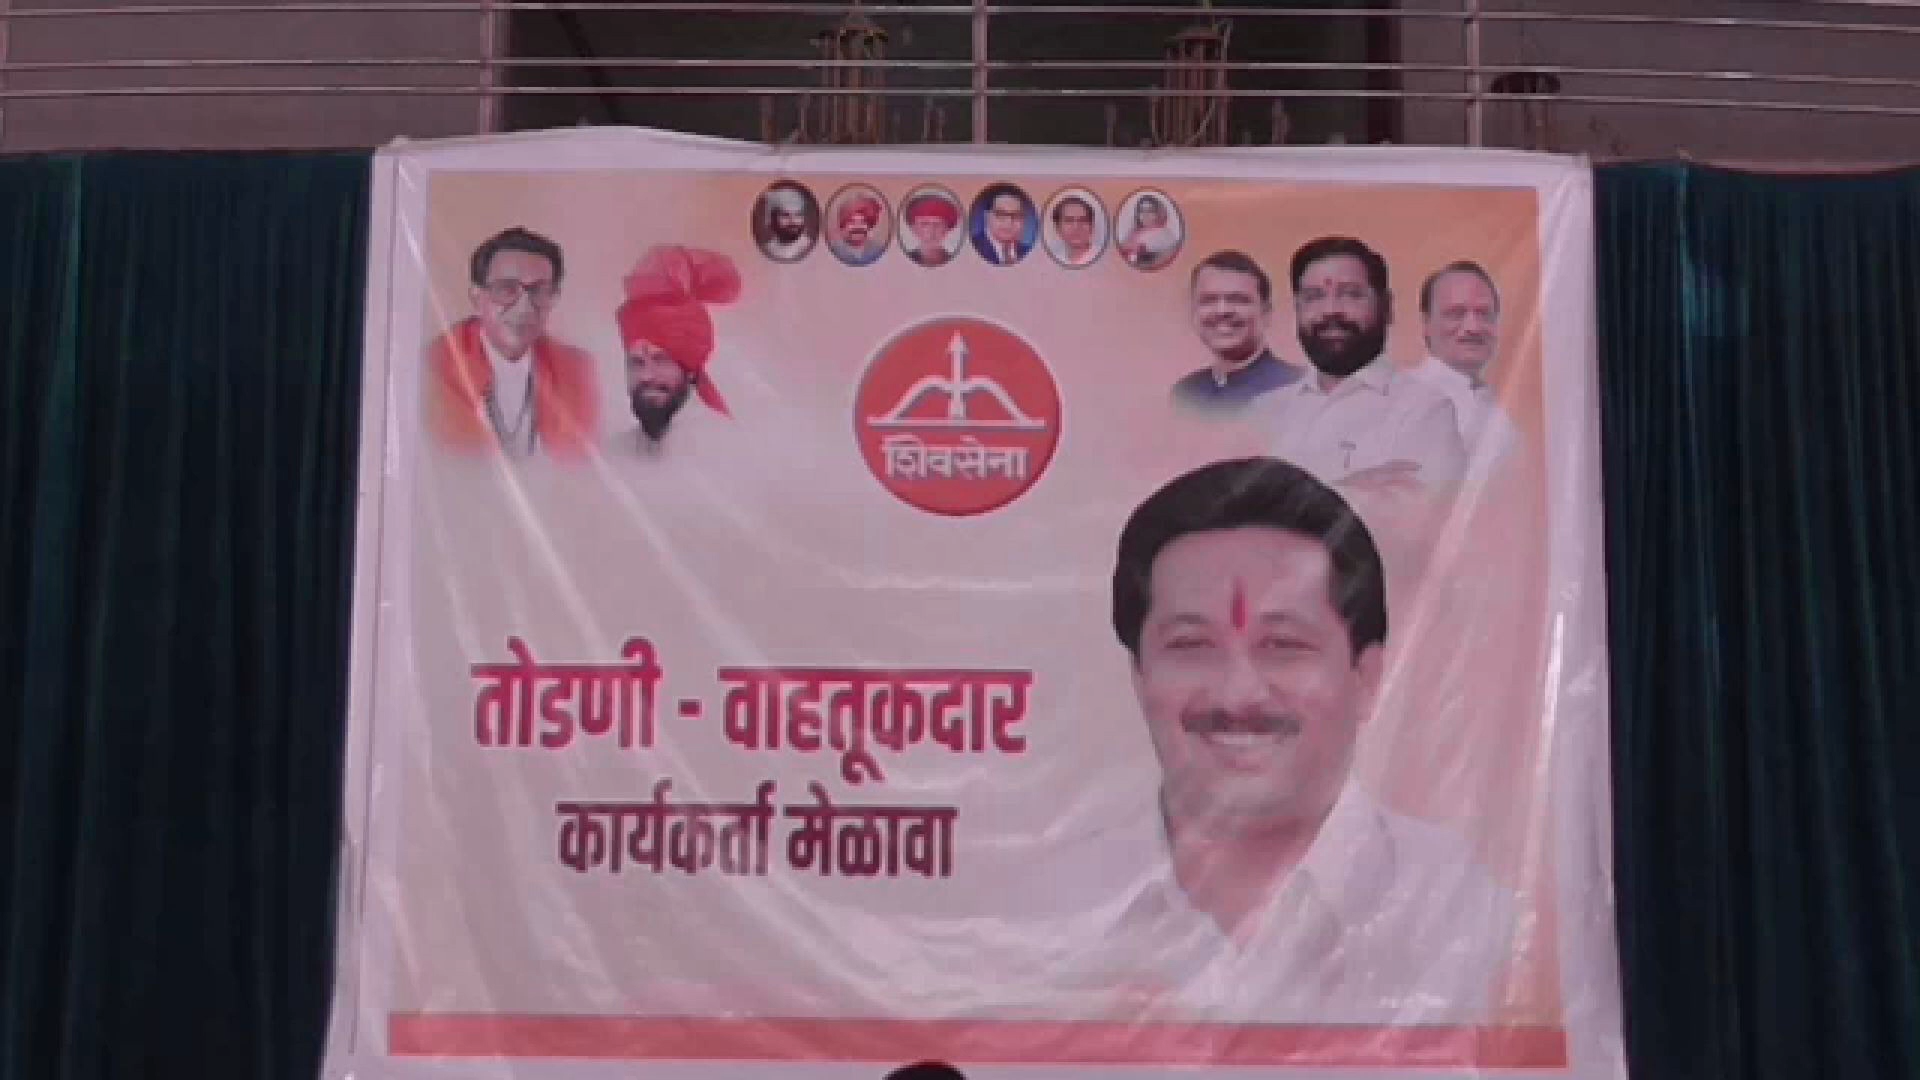 शिवसेना
तोडणी - वाहतूकदार
कार्यकर्ता मेळावा